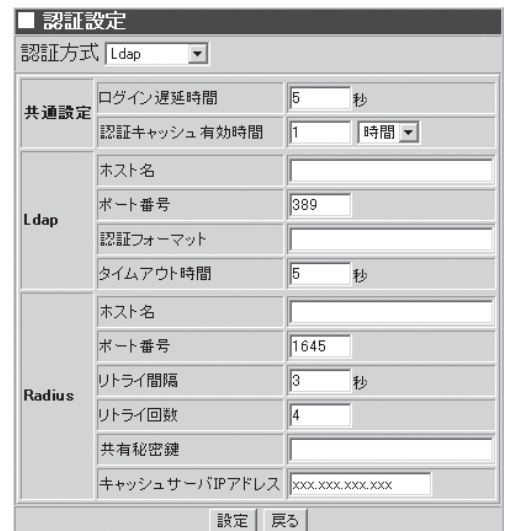 ■ 認証設定
認証方式 Ldap
共通設定
ログイン遅延時間 5 秒
認証キャッシュ有効時間 1 時間
Ldap
ホスト名
ポート番号 389
認証フォーマット
タイムアウト時間 5 秒
Radius
ホスト名
ポート番号 1645
リトライ間隔 3 秒
リトライ回数 4
共有秘密鍵
キャッシュサーバIPアドレス xxx.xxx.xxx.xxx
設定 戻る